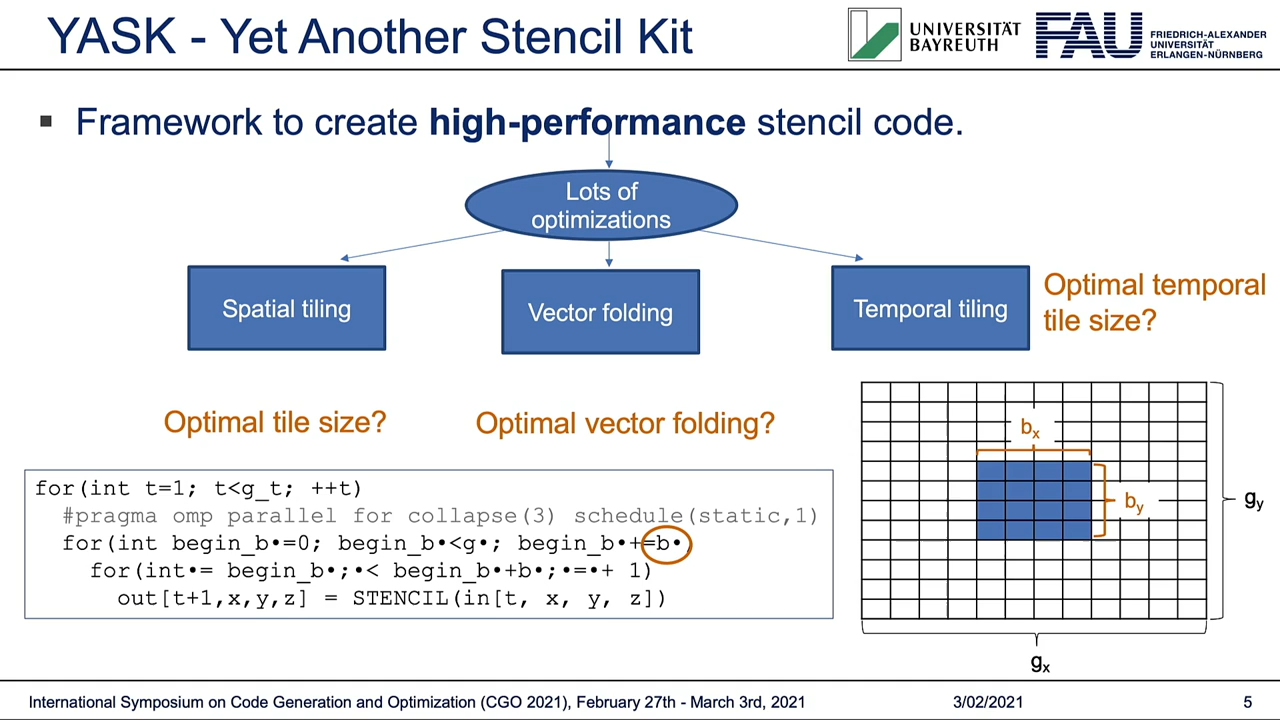 YASK - Yet Another Stencil Kit
UNIVERSITÄT
BAYREUTH
FAU
FRIEDRICH-ALEXANDER
UNIVERSITÄT
ERLANGEN-NÜRNBERG
▪ Framework to create high-performance stencil code.
Lots of
optimizations
Spatial tiling
Vector folding
Temporal tiling
Optimal temporal
tile size?
Optimal tile size?
Optimal vector folding?
for(int t=1; t<g_t; ++t)
#pragma omp parallel for collapse(3) schedule(static,1)
for(int begin_b•=0; begin_b•<g•; begin_b•+=b•)
for(int•= begin_b•;•< begin_b•+b•;•=•+ 1)
out[t+1,x,y,z] = STENCIL(in[t, x, y, z])
bx
by
gy
gx
International Symposium on Code Generation and Optimization (CGO 2021), February 27th - March 3rd, 2021
3/02/2021
5